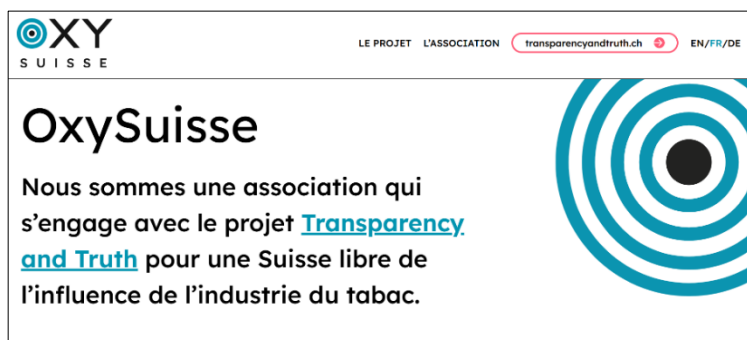 OXY
SUISSE
LE PROJET L'ASSOCIATION transparencyandtruth.ch EN/FR/DE
OxySuisse
Nous sommes une association qui
s'engage avec le projet Transparency
and Truth pour une Suisse libre de
l'influence de l'industrie du tabac.